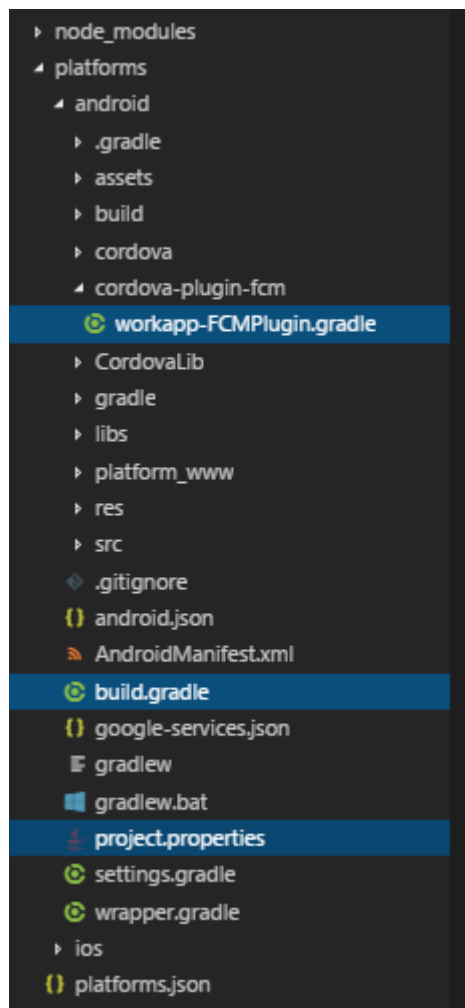 node_modules
platforms
android
.gradle
assets
build
cordova
cordova-plugin-fcm
workapp-FCMPlugin.gradle
CordovaLib
gradle
libs
platform_www
res
src
.gitignore
{} android.json
AndroidManifest.xml
build.gradle
{} google-services.json
gradlew
gradlew.bat
project.properties
settings.gradle
wrapper.gradle
ios
{} platforms.json